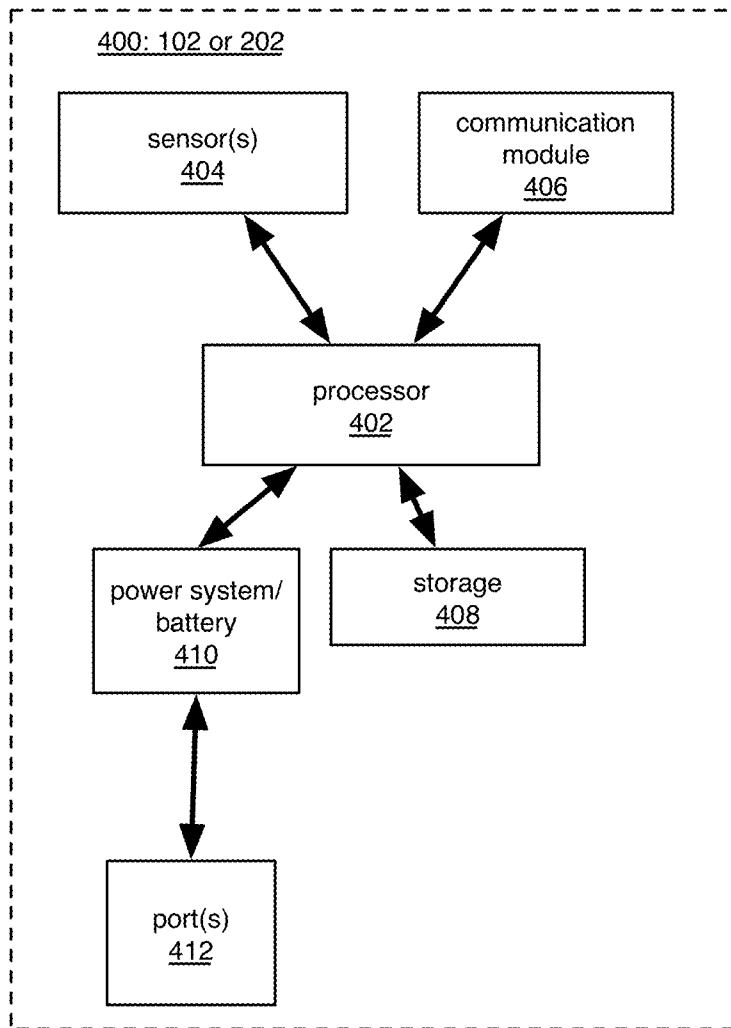 400: 102 or 202
sensor(s)
404
communication
module
406
processor
402
power system/
battery
410
storage
408
port(s)
412